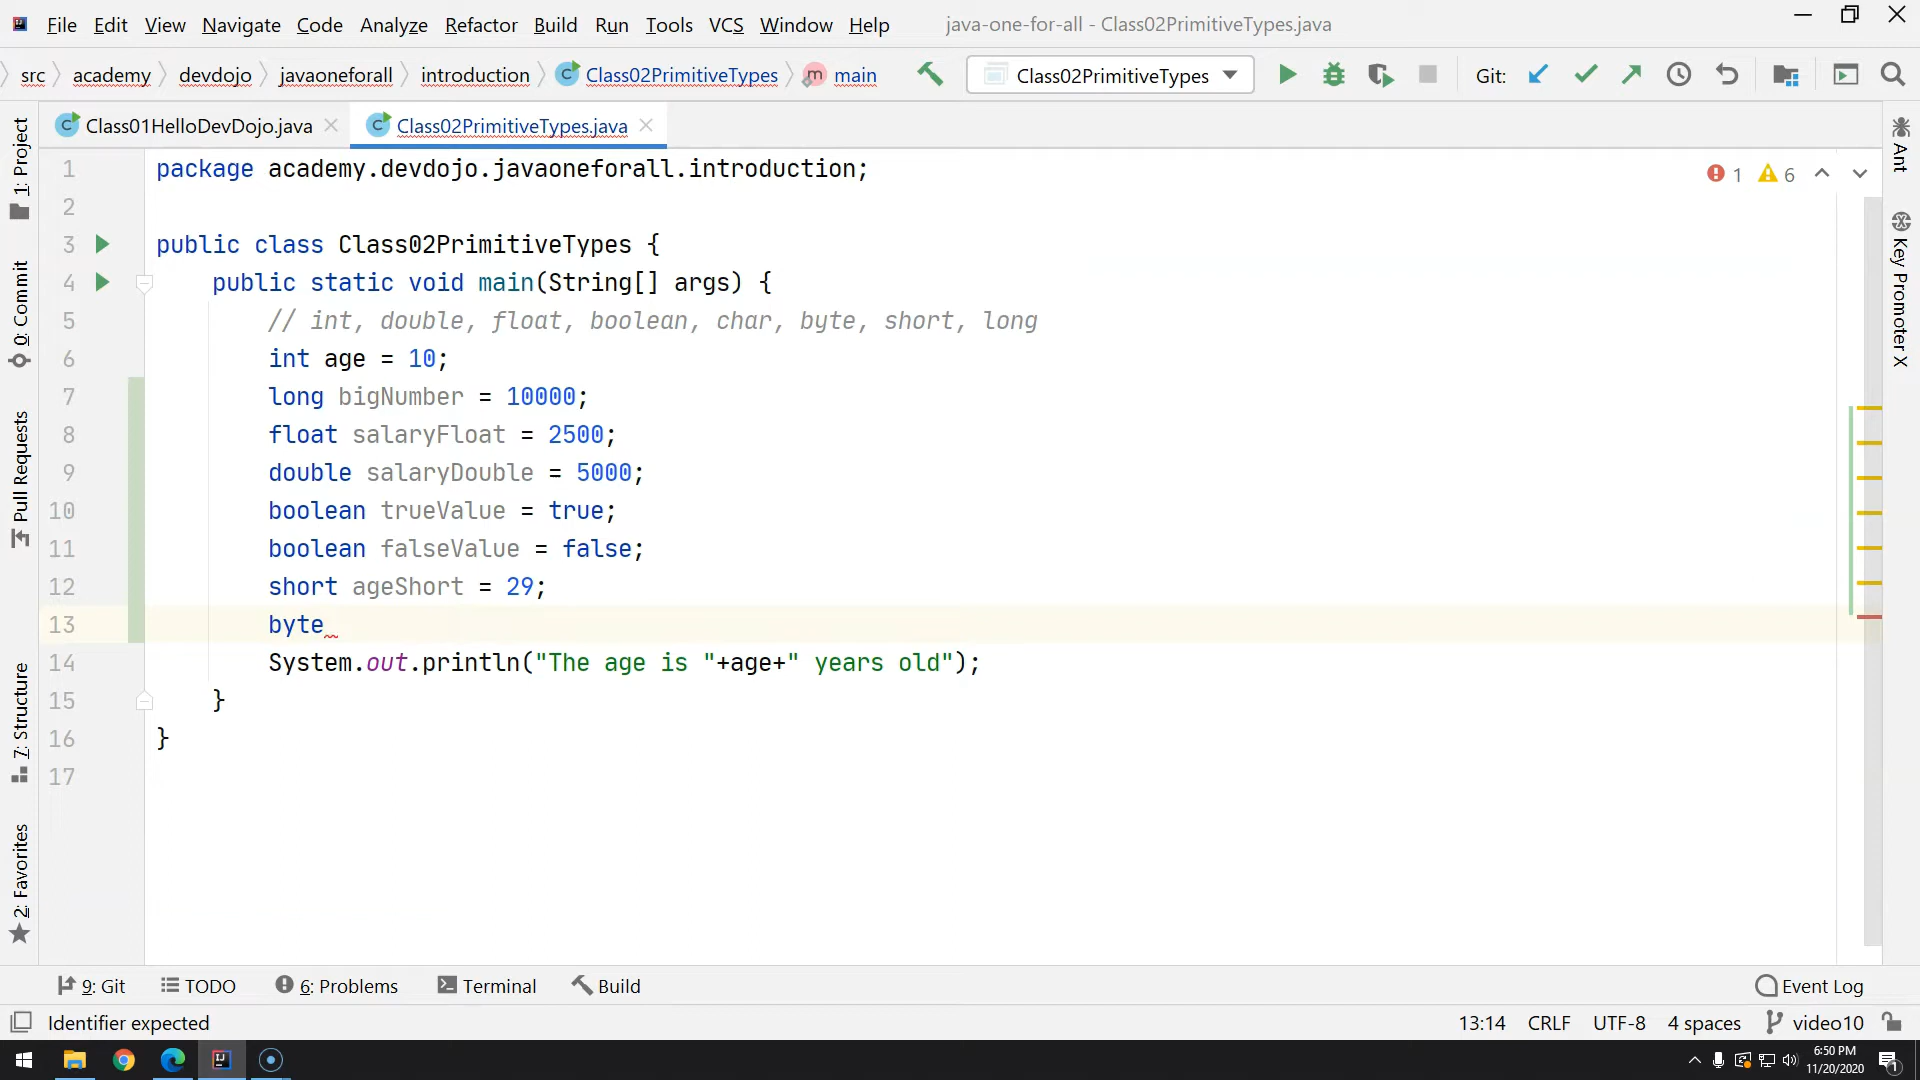 File Edit View Navigate Code Analyze Refactor Build Run Tools VCS Window Help java-one-for-all - Class02PrimitiveTypes.java
src academy devdojo javaoneforall introduction Class02PrimitiveTypes main Class02PrimitiveTypes Git:
Class01HelloDevDojo.java Class02PrimitiveTypes.java
1 package academy.devdojo.javaoneforall.introduction;
2
3 public class Class02PrimitiveTypes {
4 public static void main(String[] args) {
5 // int, double, float, boolean, char, byte, short, long
6 int age = 10;
7 long bigNumber = 10000;
8 float salaryFloat = 2500;
9 double salaryDouble = 5000;
10 boolean trueValue = true;
11 boolean falseValue = false;
12 short ageShort = 29;
13 byte
14 System.out.println("The age is "+age+" years old");
15 }
16 }
17
1 6
1: Project
0: Commit
Pull Requests
7: Structure
2: Favorites
Ant
Key Promoter X
9: Git TODO 6: Problems Terminal Build Event Log
Identifier expected 13:14 CRLF UTF-8 4 spaces video10
6:50 PM
11/20/2020
1